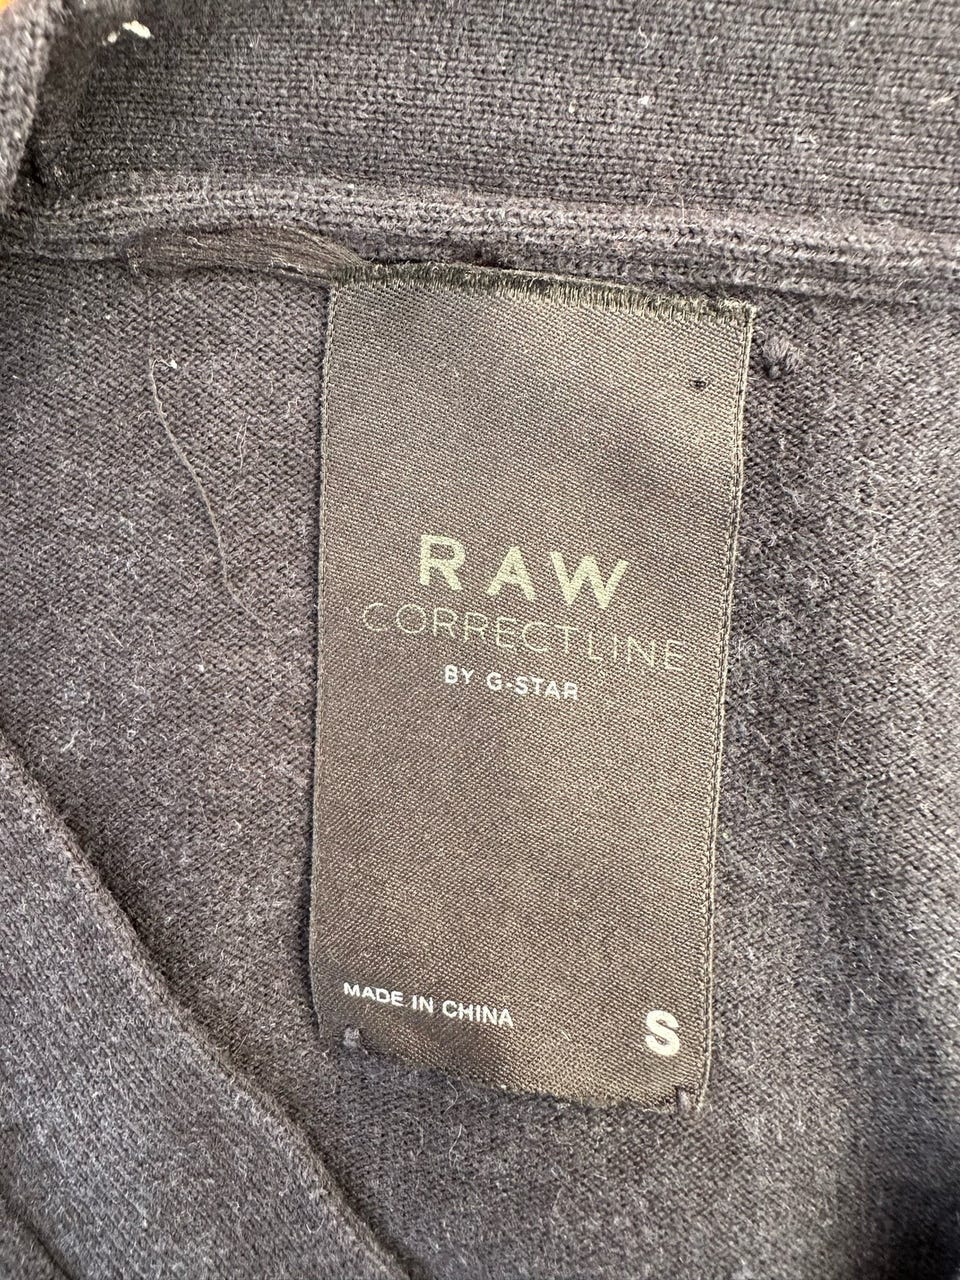 RAW
CORRECTLINE
BY G-STAR
MADE IN CHINA
S